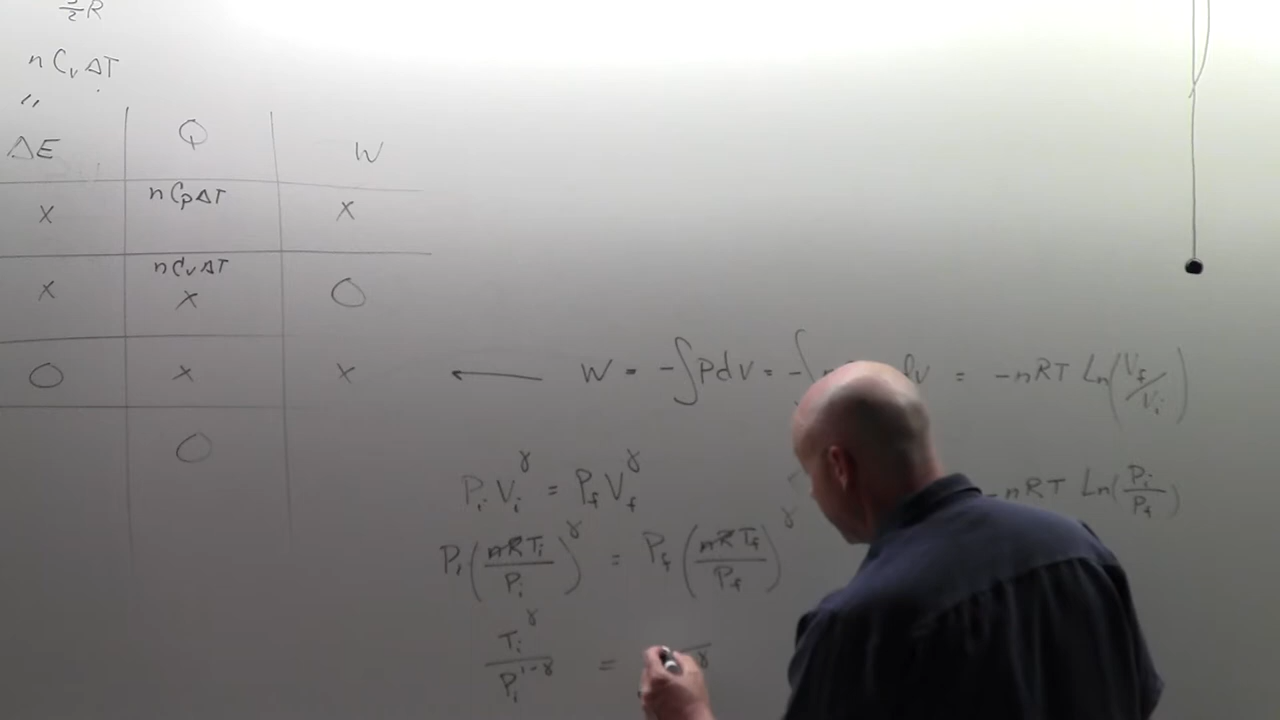 5/2 R
n Cv ΔT
"
ΔE Q W
X n Cp ΔT X
X n Cv ΔT X O
O X X ← W = -∫PdV = -∫ dV = -nRT Ln(Vf/Vi)
O
Pi Vi^γ = Pf Vf^γ
-nRT Ln(Pi/Pf)
Pi (nRTi/Pi)^γ = Pf (nRTf/Pf)^γ
Ti^γ/Pi^1-γ = γ